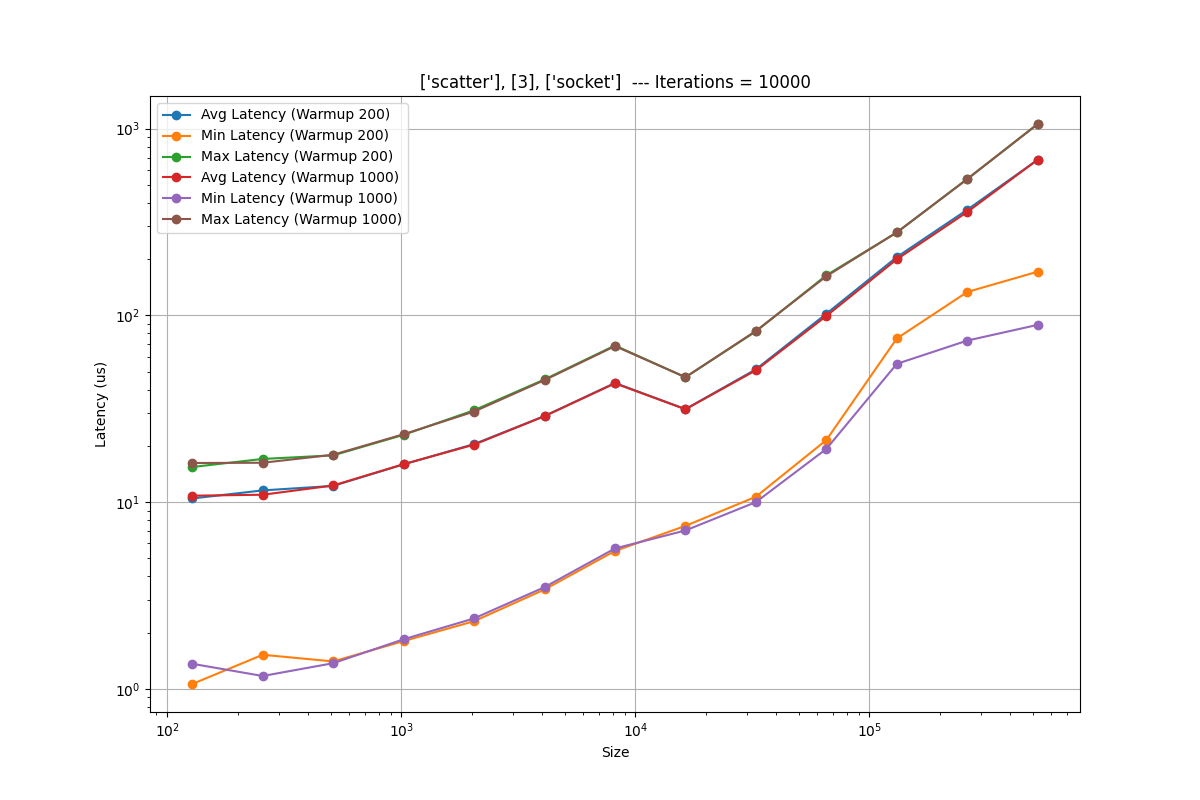 ['scatter'], [3], ['socket']  --- Iterations = 10000
Avg Latency (Warmup 200)
Min Latency (Warmup 200)
Max Latency (Warmup 200)
Avg Latency (Warmup 1000)
Min Latency (Warmup 1000)
Max Latency (Warmup 1000)
Latency (us)
10³
10²
10¹
10⁰
10² 10³ 10⁴ 10⁵
Size